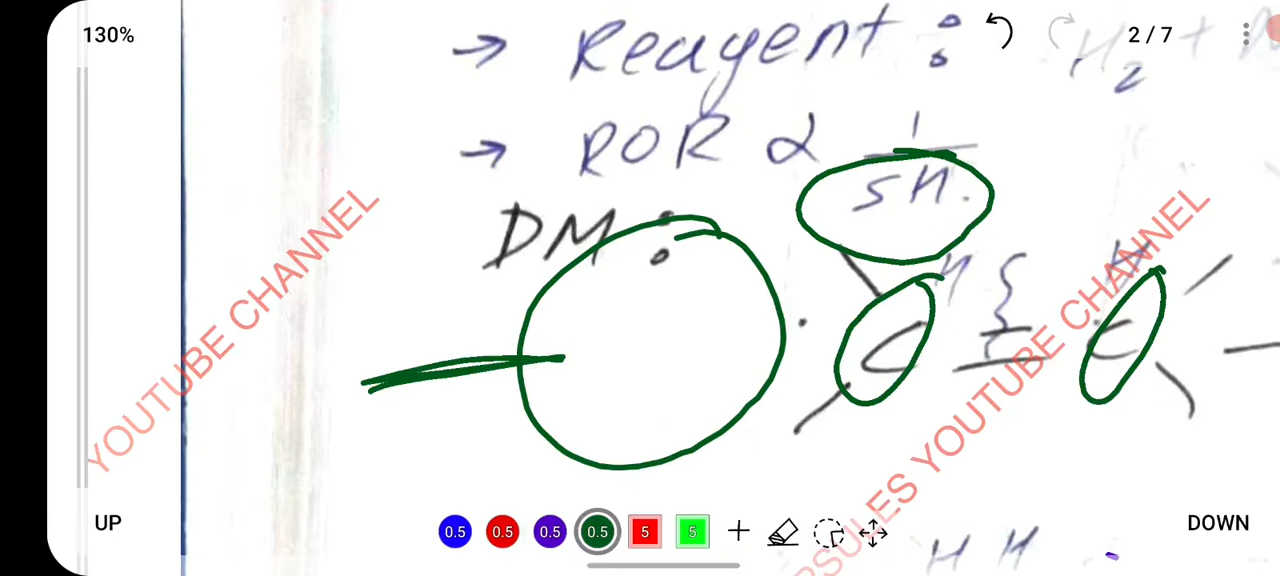 130%
2 / 7
→ Reagent : H2 +
→ ROR α 1
SH.
DM :
H H
C = C
H H
YOUTUBE CHANNEL
YOUTUBE CHANNEL
UP
0.5 0.5 0.5 0.5 5 5
DOWN